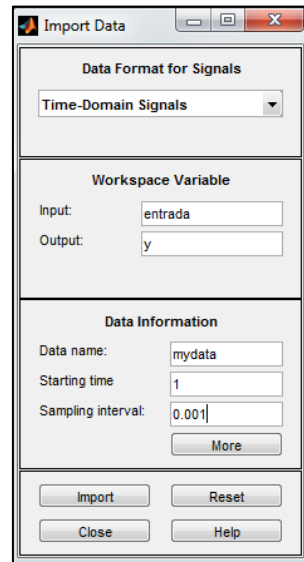 Import Data
Data Format for Signals
Time-Domain Signals
Workspace Variable
Input: entrada
Output: y
Data Information
Data name: mydata
Starting time 1
Sampling interval: 0.001
More
Import Reset
Close Help